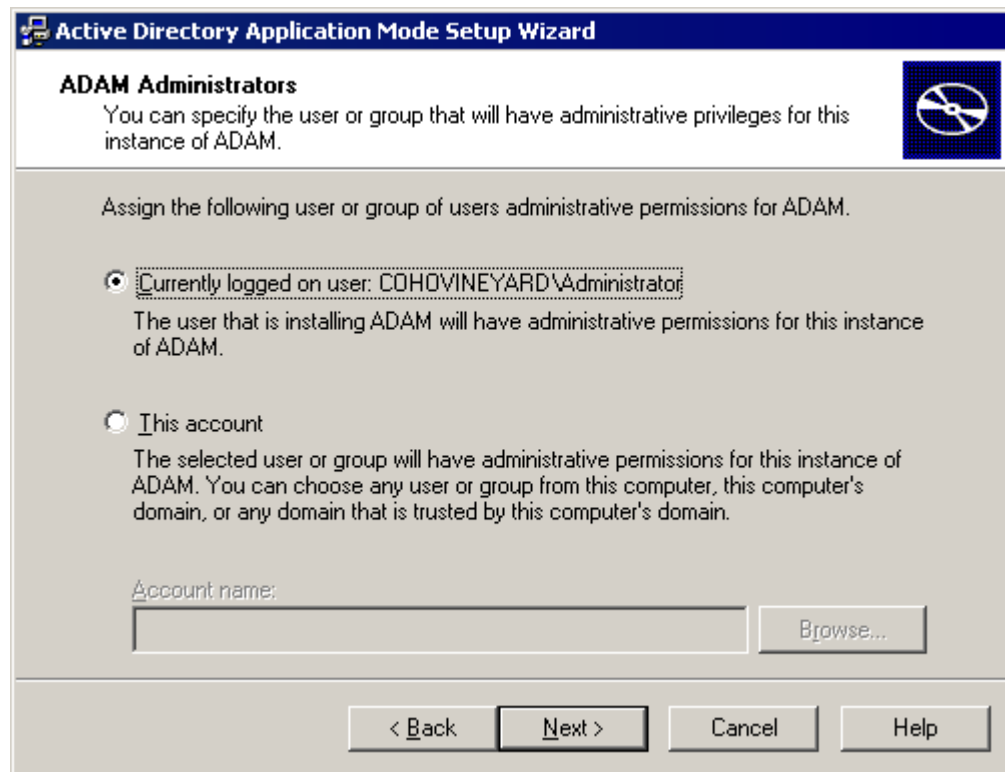 Active Directory Application Mode Setup Wizard
ADAM Administrators
You can specify the user or group that will have administrative privileges for this
instance of ADAM.
Assign the following user or group of users administrative permissions for ADAM.
Currently logged on user: COHOVINEYARD\Administrator
The user that is installing ADAM will have administrative permissions for this instance
of ADAM.
This account
The selected user or group will have administrative permissions for this instance of
ADAM. You can choose any user or group from this computer, this computer's
domain, or any domain that is trusted by this computer's domain.
Account name:
Browse...
< Back
Next >
Cancel
Help